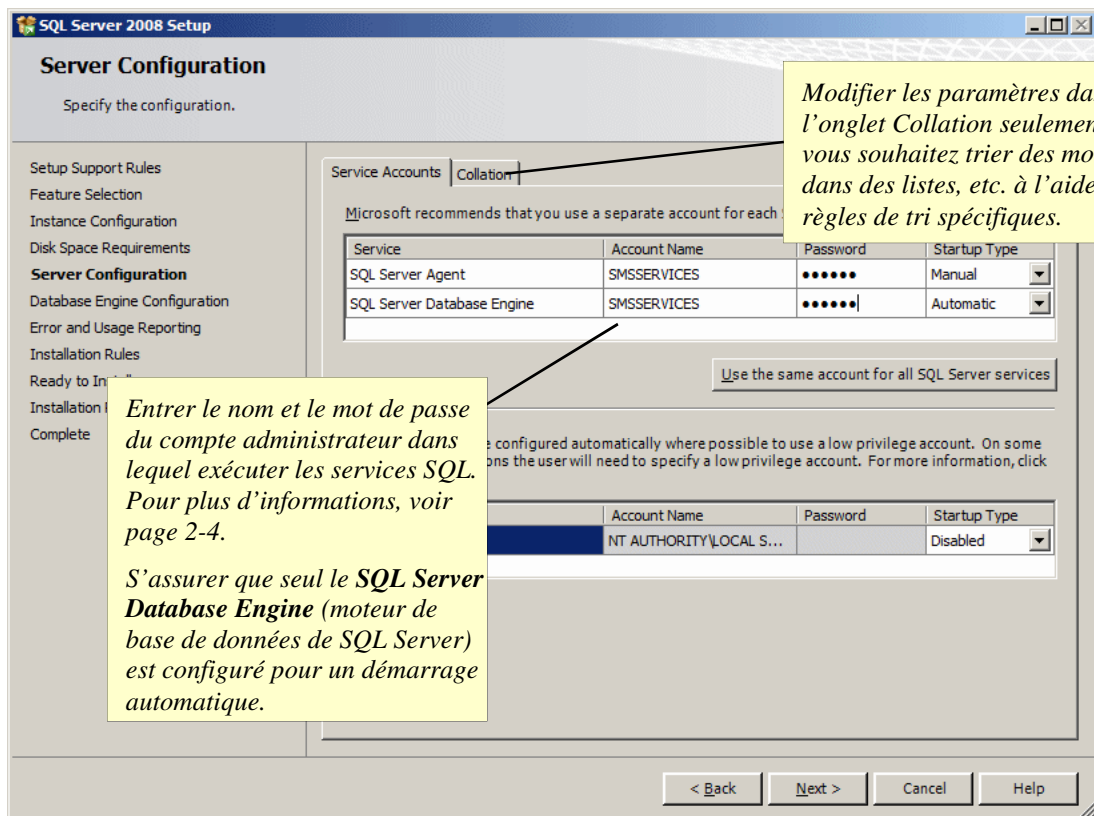 SQL Server 2008 Setup
Server Configuration
Specify the configuration.
Modifier les paramètres
l’onglet Collation
vous souhaitez trier des
dans des listes, etc. à l’aide
règles de tri spécifiques.
Setup Support Rules
Feature Selection
Instance Configuration
Disk Space Requirements
Server Configuration
Database Engine Configuration
Error and Usage Reporting
Installation Rules
Ready to
Installation
Complete
Service Accounts
Collation
Microsoft recommends that you use a separate account for each
Service Account Name Password Startup Type
SQL Server Agent SMSSERVICES ●●●●●● Manual
SQL Server Database Engine SMSSERVICES ●●●●●● Automatic
Use the same account for all SQL Server services
Entrer le nom et le mot de passe
du compte administrateur dans
lequel exécuter les services SQL.
Pour plus d’informations, voir
page 2-4.
S’assurer que seul le SQL Server
Database Engine (moteur de
base de données de SQL Server)
est configuré pour un démarrage
automatique.
configured automatically where possible to use a low privilege account. On some
the user will need to specify a low privilege account. For more information, click
Account Name Password Startup Type
NT AUTHORITY\LOCAL S... Disabled
< Back
Next >
Cancel
Help